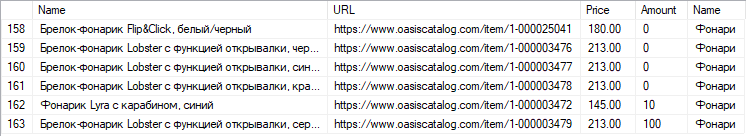 Name URL Price Amount Name
158 Брелок-фонарик Flip&Click, белый/черный https://www.oasiscatalog.com/item/1-000025041 180.00 0 Фонари
159 Брелок-фонарик Lobster с функцией открывалки, чер... https://www.oasiscatalog.com/item/1-000003476 213.00 0 Фонари
160 Брелок-фонарик Lobster с функцией открывалки, син... https://www.oasiscatalog.com/item/1-000003477 213.00 0 Фонари
161 Брелок-фонарик Lobster с функцией открывалки, кра... https://www.oasiscatalog.com/item/1-000003478 213.00 0 Фонари
162 Фонарик Lyra с карабином, синий https://www.oasiscatalog.com/item/1-000003472 145.00 10 Фонари
163 Брелок-фонарик Lobster с функцией открывалки, сер... https://www.oasiscatalog.com/item/1-000003479 213.00 100 Фонари